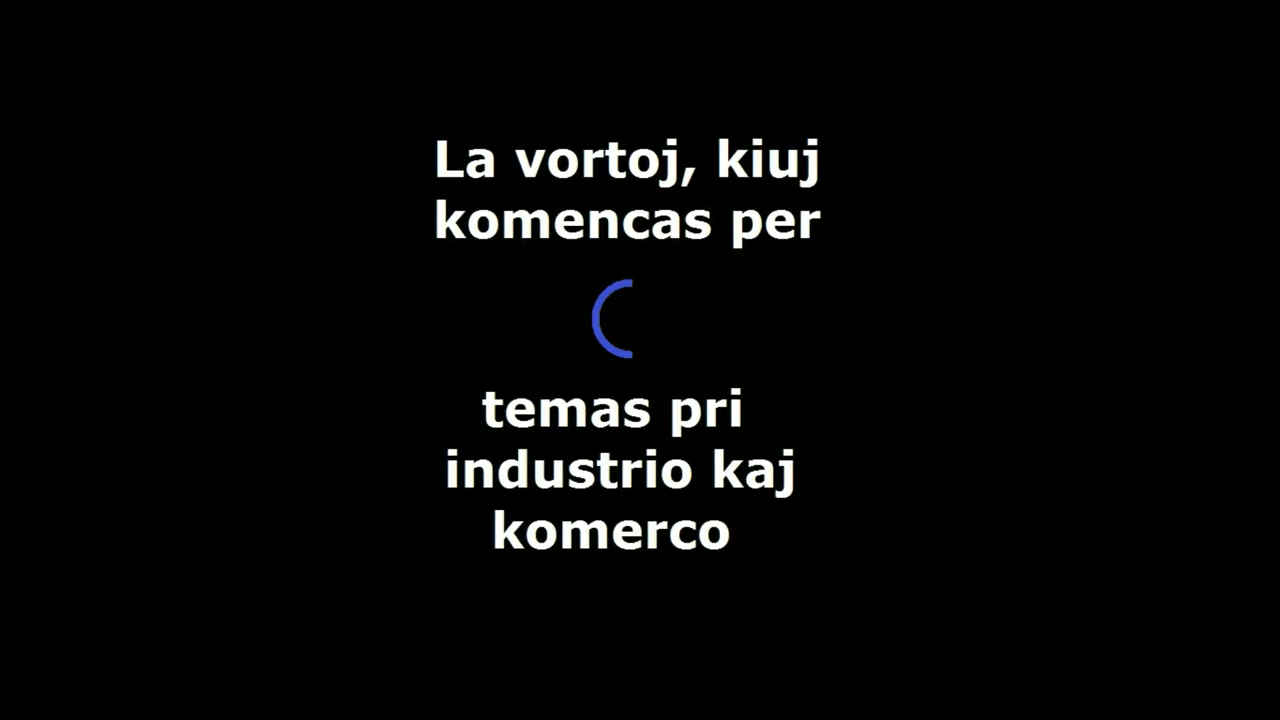 La vortoj, kiuj
komencas per
temas pri
industrio kaj
komerco